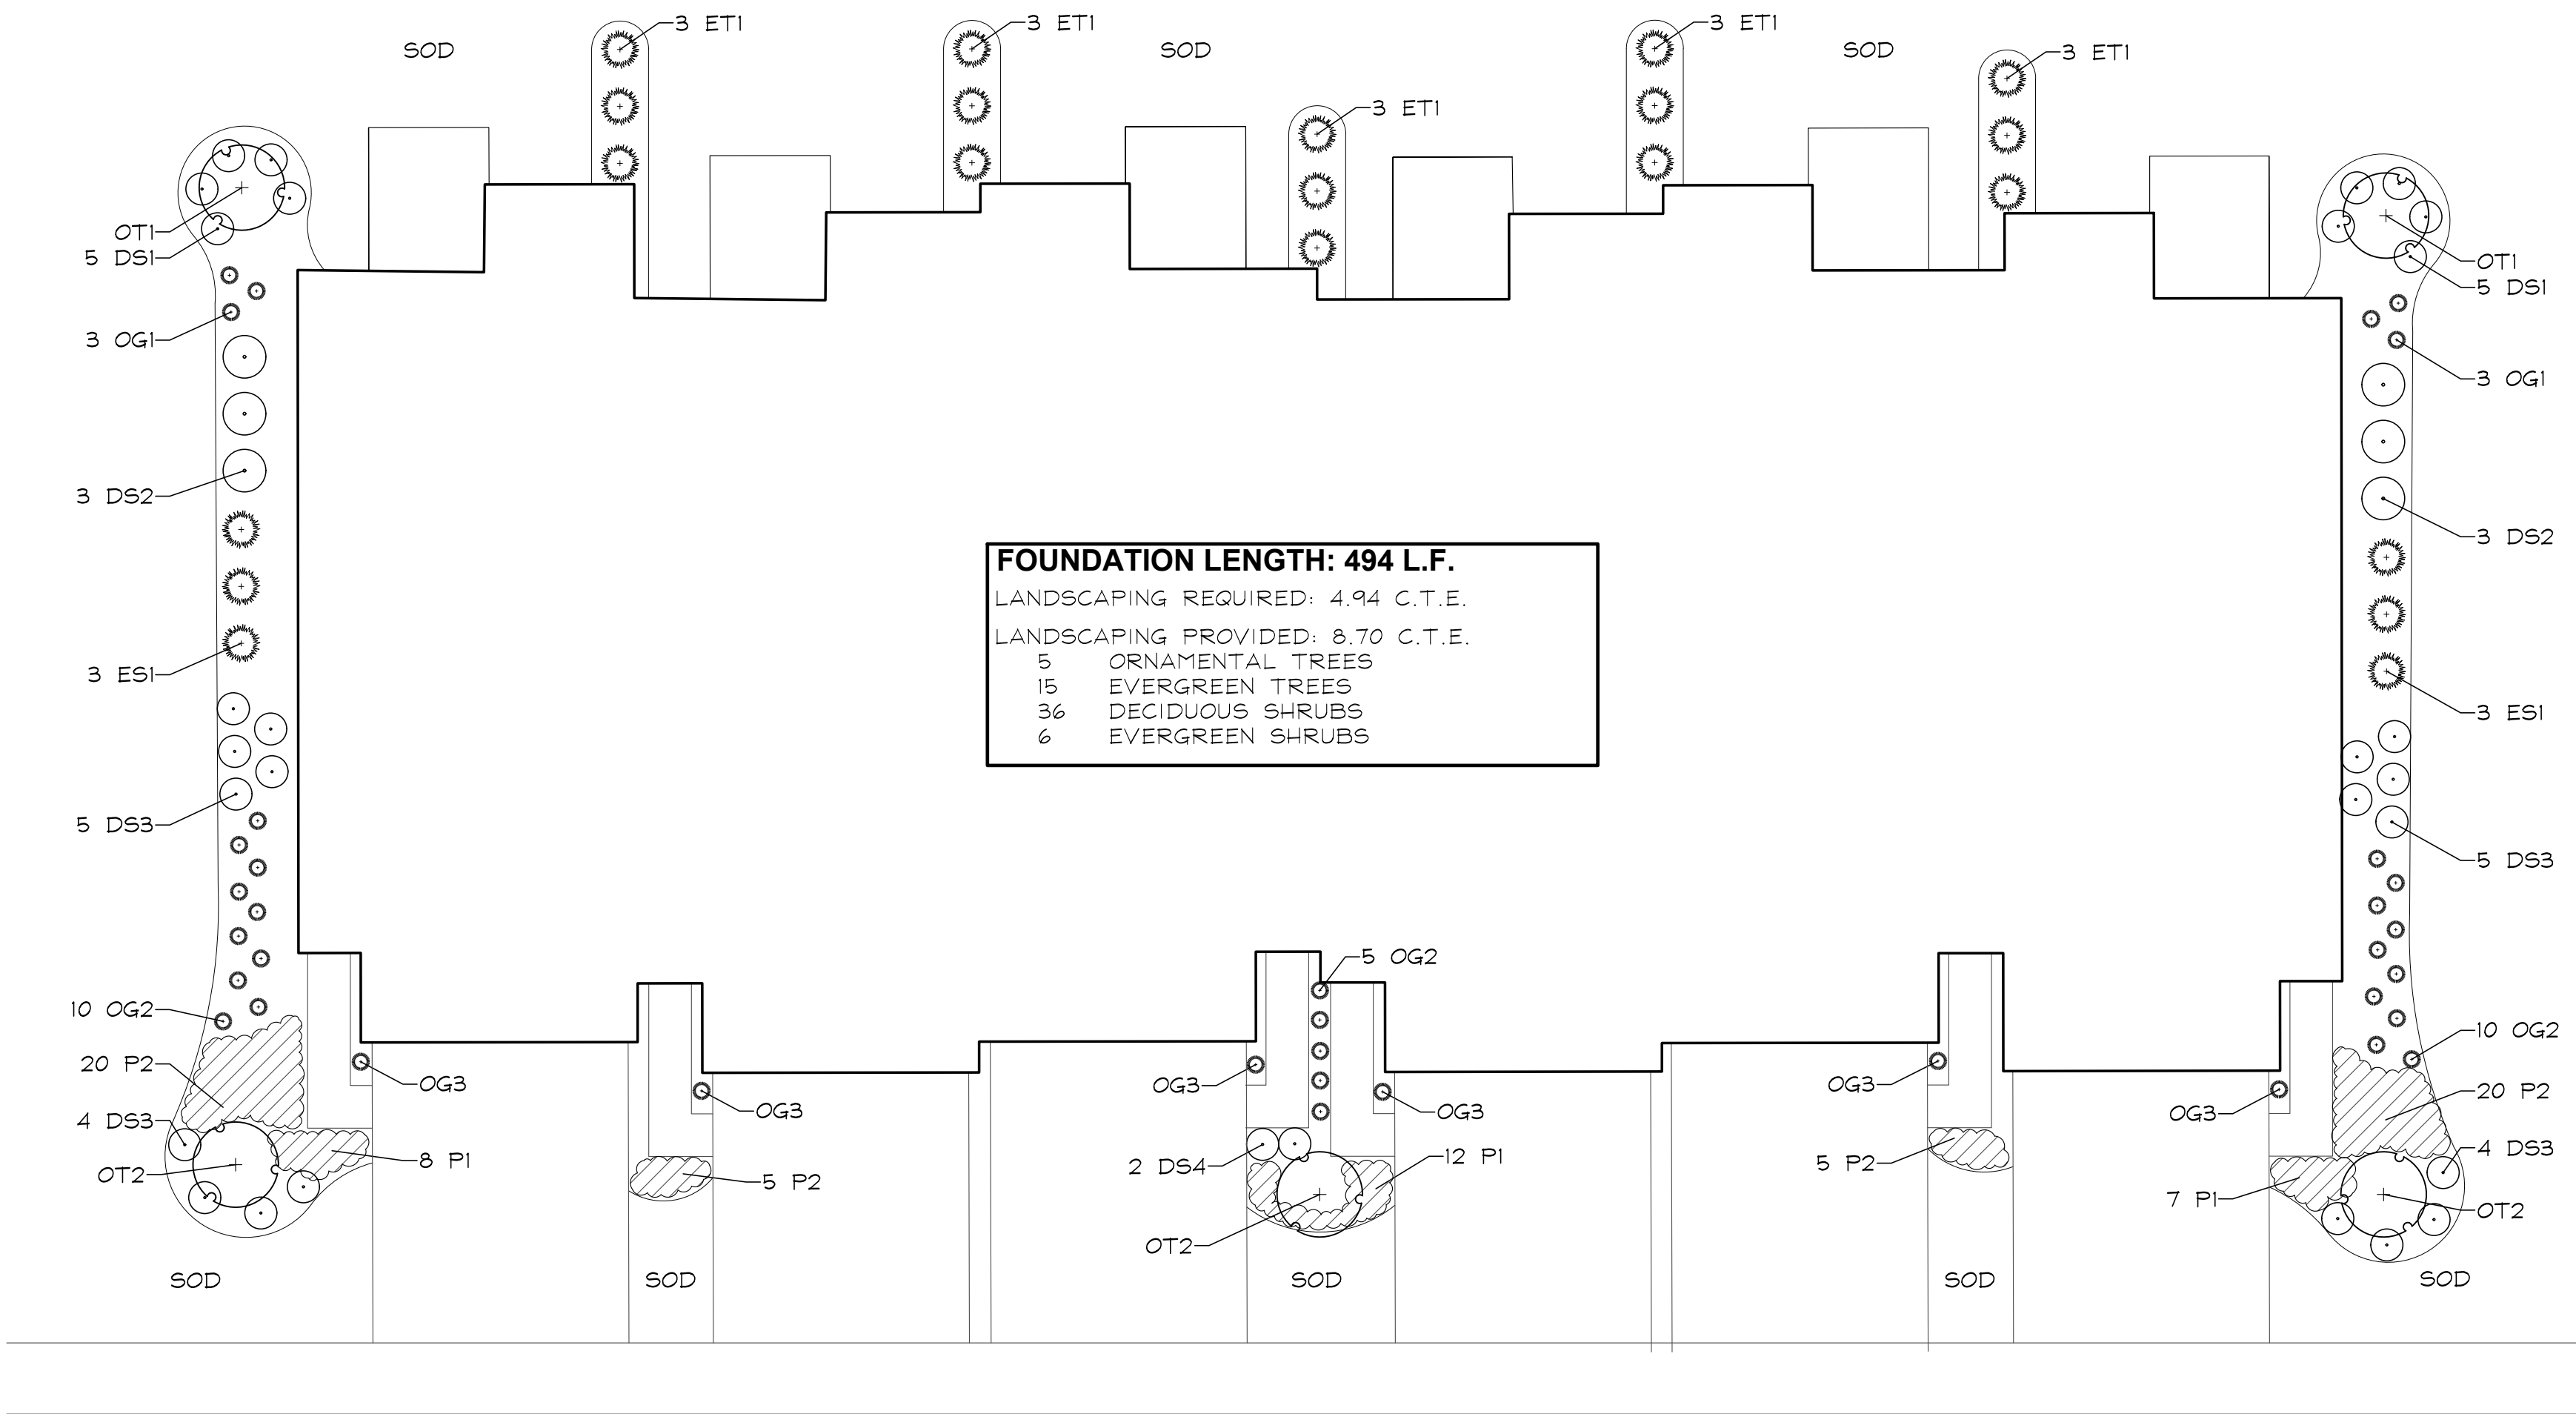 3 ET1
3 ET1
3 ET1
SOD
SOD
SOD
3 ET1
3 ET1
OT1
5 DS1
OT1
5 DS1
3 OG1
3 OG1
3 DS2
3 DS2
FOUNDATION LENGTH: 494 L.F.
LANDSCAPING REQUIRED: 4.94 C.T.E.
LANDSCAPING PROVIDED: 8.70 C.T.E.
5 ORNAMENTAL TREES
15 EVERGREEN TREES
36 DECIDUOUS SHRUBS
6 EVERGREEN SHRUBS
3 ES1
3 ES1
5 DS3
5 DS3
5 OG2
10 OG2
10 OG2
20 P2
OG3
OG3
OG3
OG3
OG3
OG3
20 P2
4 DS3
8 P1
OT2
5 P2
2 DS4
12 P1
OT2
5 P2
7 P1
4 DS3
OT2
SOD
SOD
SOD
SOD
SOD